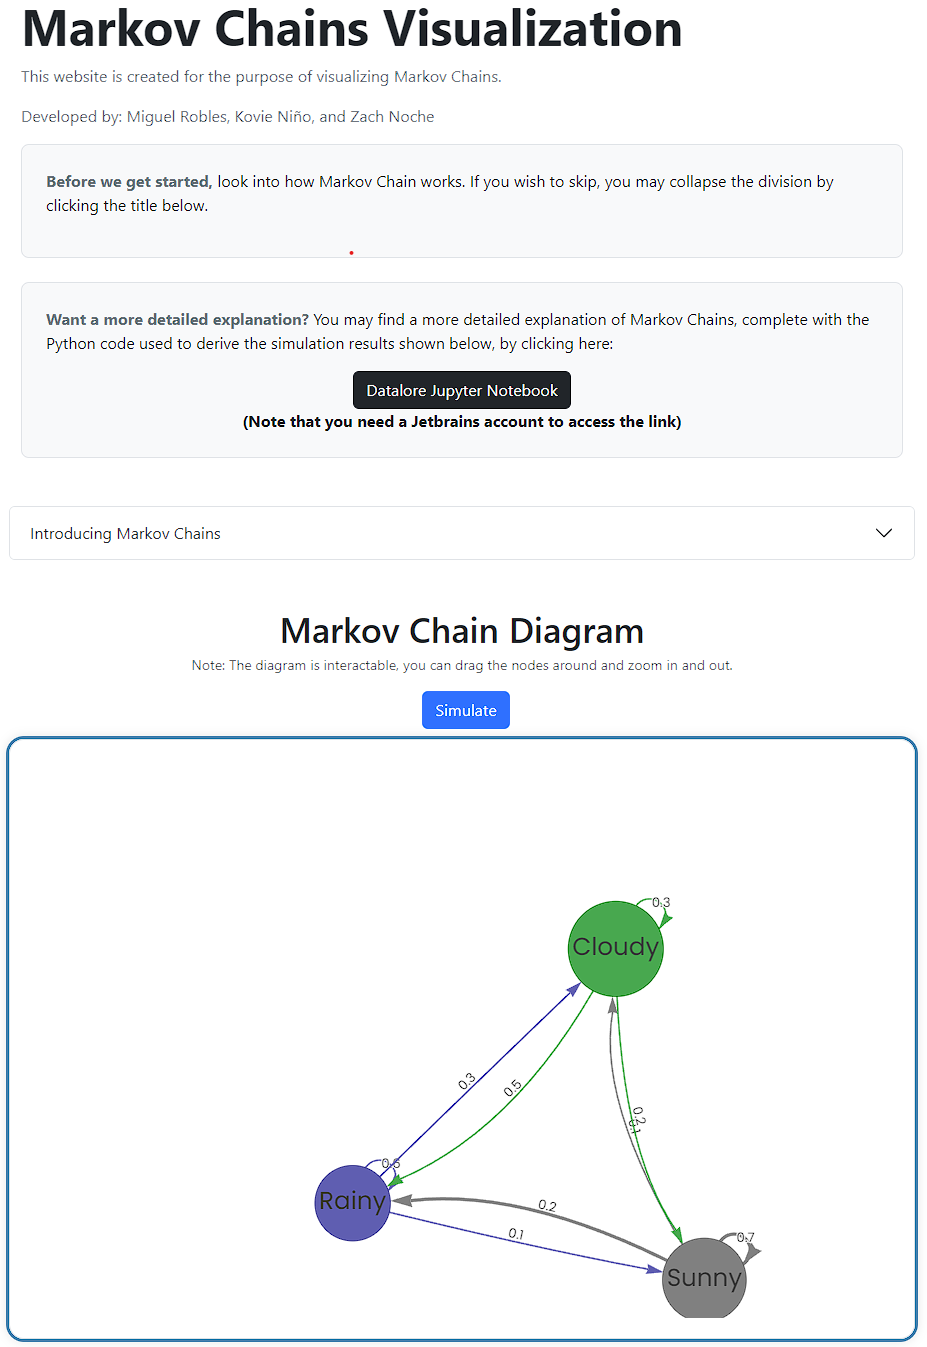 Markov Chains Visualization
This website is created for the purpose of visualizing Markov Chains.
Developed by: Miguel Robles, Kovie Niño, and Zach Noche
Before we get started, look into how Markov Chain works. If you wish to skip, you may collapse the division by
clicking the title below.
Want a more detailed explanation? You may find a more detailed explanation of Markov Chains, complete with the
Python code used to derive the simulation results shown below, by clicking here:
Datalore Jupyter Notebook
(Note that you need a Jetbrains account to access the link)
Introducing Markov Chains
Markov Chain Diagram
Note: The diagram is interactable, you can drag the nodes around and zoom in and out.
Simulate
0.3
Cloudy
0.3
0.5
0.2
0.1
0.6
Rainy
0.2
0.1
0.7
Sunny